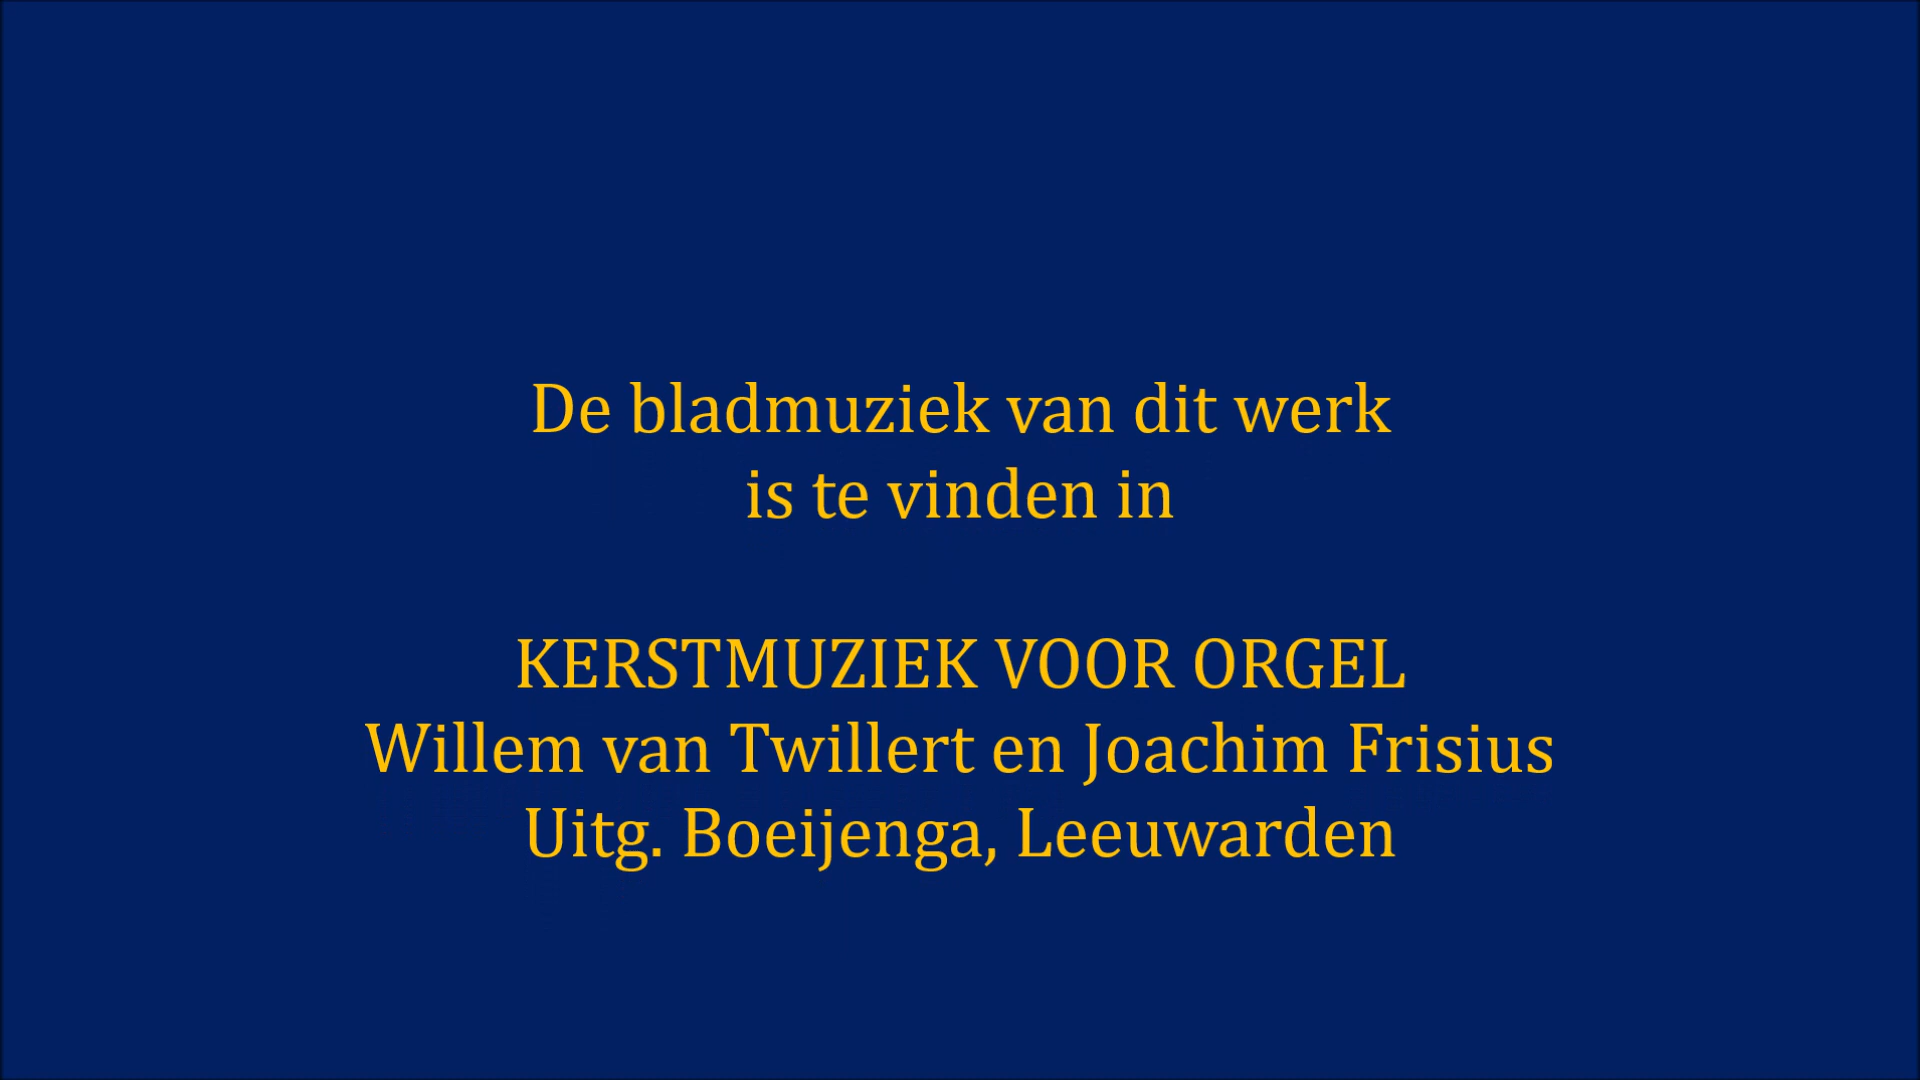 De bladmuziek van dit werk
is te vinden in
KERSTMUZIEK VOOR ORGEL
Willem van Twillert en Joachim Frisius
Uitg. Boeijenga, Leeuwarden